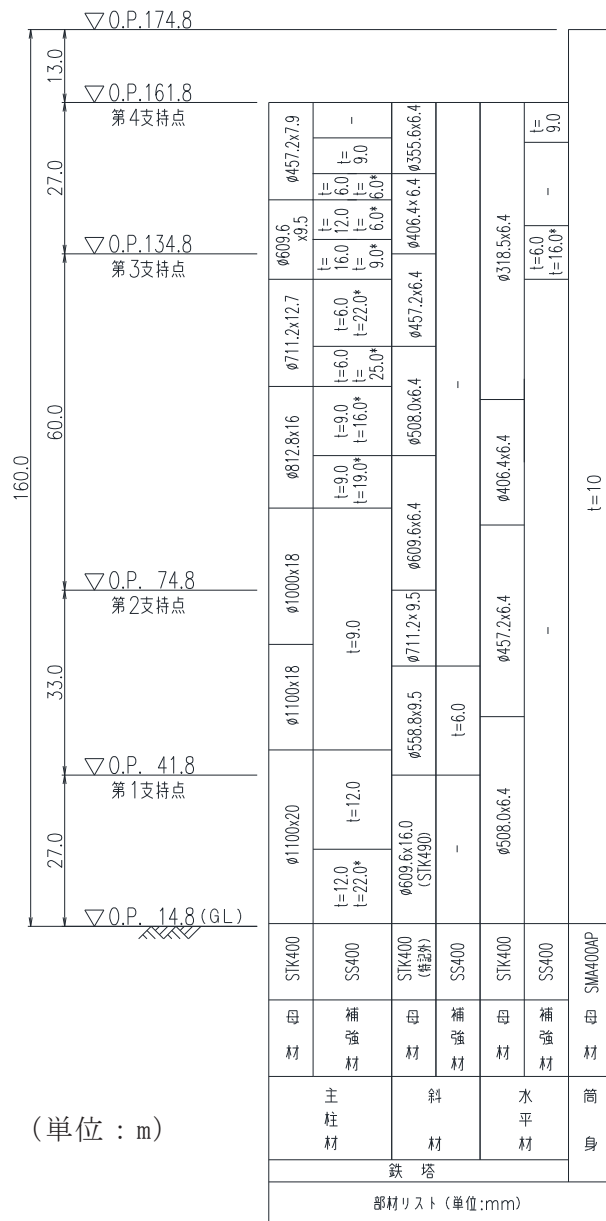 ▽O.P.174.8
13.0
▽O.P.161.8
第4支持点
27.0
▽O.P.134.8
第3支持点
60.0
160.0
▽O.P. 74.8
第2支持点
33.0
▽O.P. 41.8
第1支持点
27.0
▽O.P. 14.8(GL)
φ457.2x7.9
φ609.6
x9.5
φ711.2x12.7
φ812.8x16
φ1000x18
φ1100x18
φ1100x20
STK400
母材
-
t=
9.0
t=
6.0
t=
6.0*
t=
12.0
t=
6.0*
t=
16.0
t=
9.0*
t=6.0
t=22.0*
t=6.0
t=
25.0*
t=9.0
t=16.0*
t=9.0
t=19.0*
t=9.0
t=12.0
t=12.0
t=22.0*
SS400
補強材
主柱材
φ355.6x6.4
φ406.4x6.4
φ457.2x6.4
φ508.0x6.4
φ609.6x6.4
φ711.2x9.5
φ558.8x9.5
φ609.6x16.0
(STK490)
STK400
(特記外)
母材
-
t=6.0
-
SS400
補強材
斜材
φ318.5x6.4
φ406.4x6.4
φ457.2x6.4
φ508.0x6.4
STK400
母材
t=
9.0
-
t=6.0
t=16.0*
-
SS400
補強材
水平材
t=10
SMA400AP
母材
筒身
鉄塔
部材リスト(単位:mm)
(単位：m)